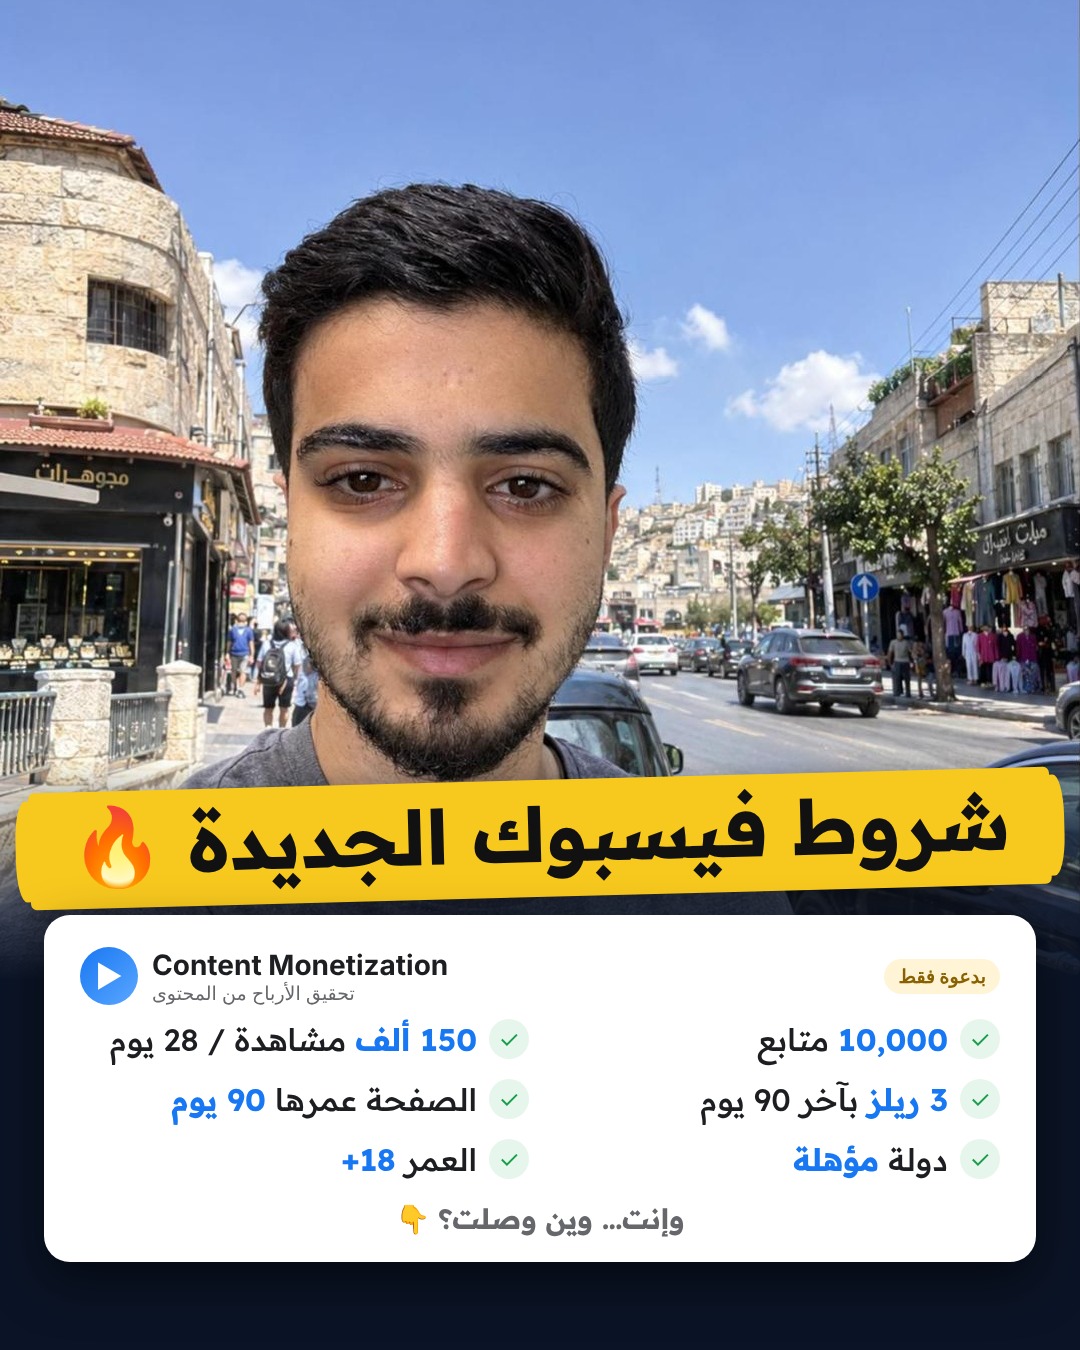 مجوهرات
شروط فيسبوك الجديدة 🔥
Content Monetization
تحقيق الأرباح من المحتوى
بدعوة فقط
10,000 متابع
150 ألف مشاهدة / 28 يوم
3 ريلز بآخر 90 يوم
الصفحة عمرها 90 يوم
دولة مؤهلة
العمر 18+
وإنت... وين وصلت؟ 👇